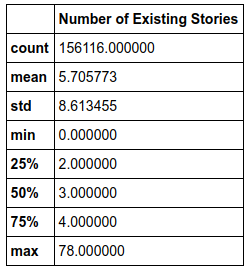 Number of Existing Stories
count 156116.000000
mean 5.705773
std 8.613455
min 0.000000
25% 2.000000
50% 3.000000
75% 4.000000
max 78.000000